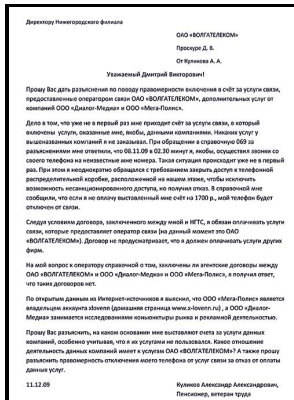 Директору Нижегородского филиала
ОАО «ВОЛГАТЕЛЕКОМ»
Проскуре Д. В.
От Куликова А. А.
Уважаемый Дмитрий Викторович!
Прошу Вас дать разъяснения по поводу правомерности включения в счёт за услуги связи,
предоставленные оператором связи ОАО «ВОЛГАТЕЛЕКОМ», дополнительных услуг от
компаний ООО «Диалог-Медиа» и ООО «Мега-Полис».
Дело в том, что уже не в первый раз мне приходит счёт за услуги связи, в который
включены услуги, оказанные мне, якобы, данными компаниями. Никаких услуг у
вышеназванных компаний я не заказывал. При обращении в справочную 069 за
разъяснениями мне ответили, что 08.11.09 в 02.30 минут я, якобы, осуществил звонки со
своего телефона на неизвестные мне номера. Такая ситуация происходит уже не в первый
раз. При этом я неоднократно обращался с требованием закрыть доступ к телефонной
распределительной коробке, расположенной на нашем этаже, чтобы исключить
возможность несанкционированного доступа, но получил отказ. В справочной мне
сообщили, что если я не оплачу выставленный мне счёт на 1700 р., мой телефон будет
отключен от связи.
Следуя условиям договора, заключенного между мной и НГТС, я обязан оплачивать услуги
связи, которые предоставляет оператор связи (на данный момент это ОАО
«ВОЛГАТЕЛЕКОМ»). Договор не предусматривает, что я должен оплачивать услуги других
фирм.
На мой вопрос к оператору справочной о том, заключены ли агентские договоры между
ОАО «ВОЛГАТЕЛЕКОМ» и ООО «Диалог-Медиа» и ООО «Мега-Полис», я получил ответ,
что таких договоров нет.
По открытым данным из Интернет-источников я выяснил, что ООО «Мега-Полис» является
владельцем аккаунта xlovenn (домашняя страница www.x-lovenn.ru) , а ООО «Диалог-
Медиа» занимается исследованиями конъюнктуры рынка и рекламной деятельностью.
Прошу Вас разъяснить, на каком основании мне выставляют счета за услуги данных
компаний, особенно учитывая, что я их услугами не пользовался. Какое отношение
деятельность данных компаний имеет к услугам ОАО «ВОЛГАТЕЛЕКОМ»? А также прошу
разъяснить правомерность отключения моего телефона от услуг связи за отказ от оплаты
данных услуг.
11.12.09
Куликов Александр Александрович,
Пенсионер, ветеран труда